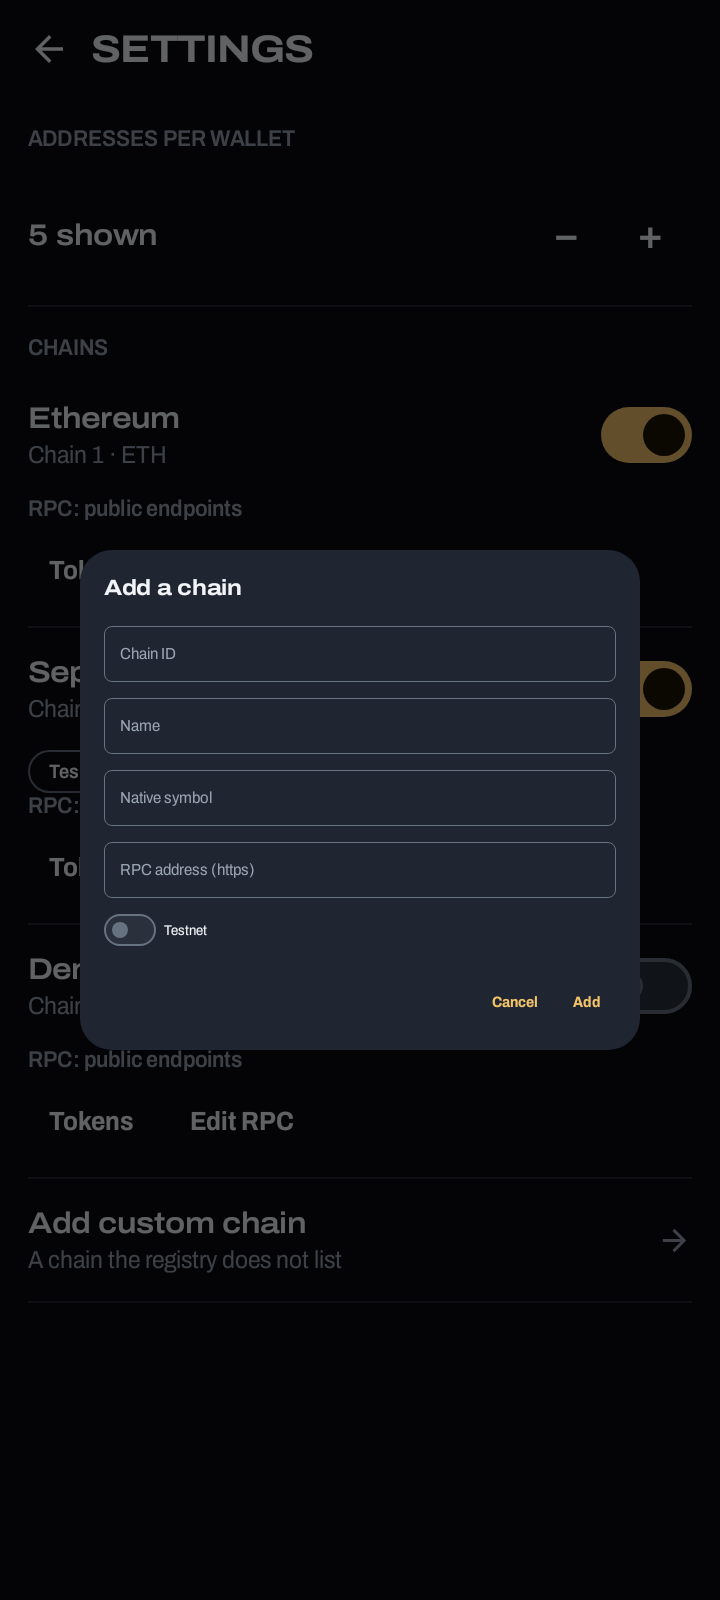 SETTINGS
ADDRESSES PER WALLET
5 shown
CHAINS
Ethereum
Chain 1 · ETH
RPC: public endpoints
Add a chain
Chain ID
Name
Native symbol
RPC address (https)
Testnet
Cancel Add
RPC:
RPC: public endpoints
Tokens Edit RPC
Add custom chain
A chain the registry does not list